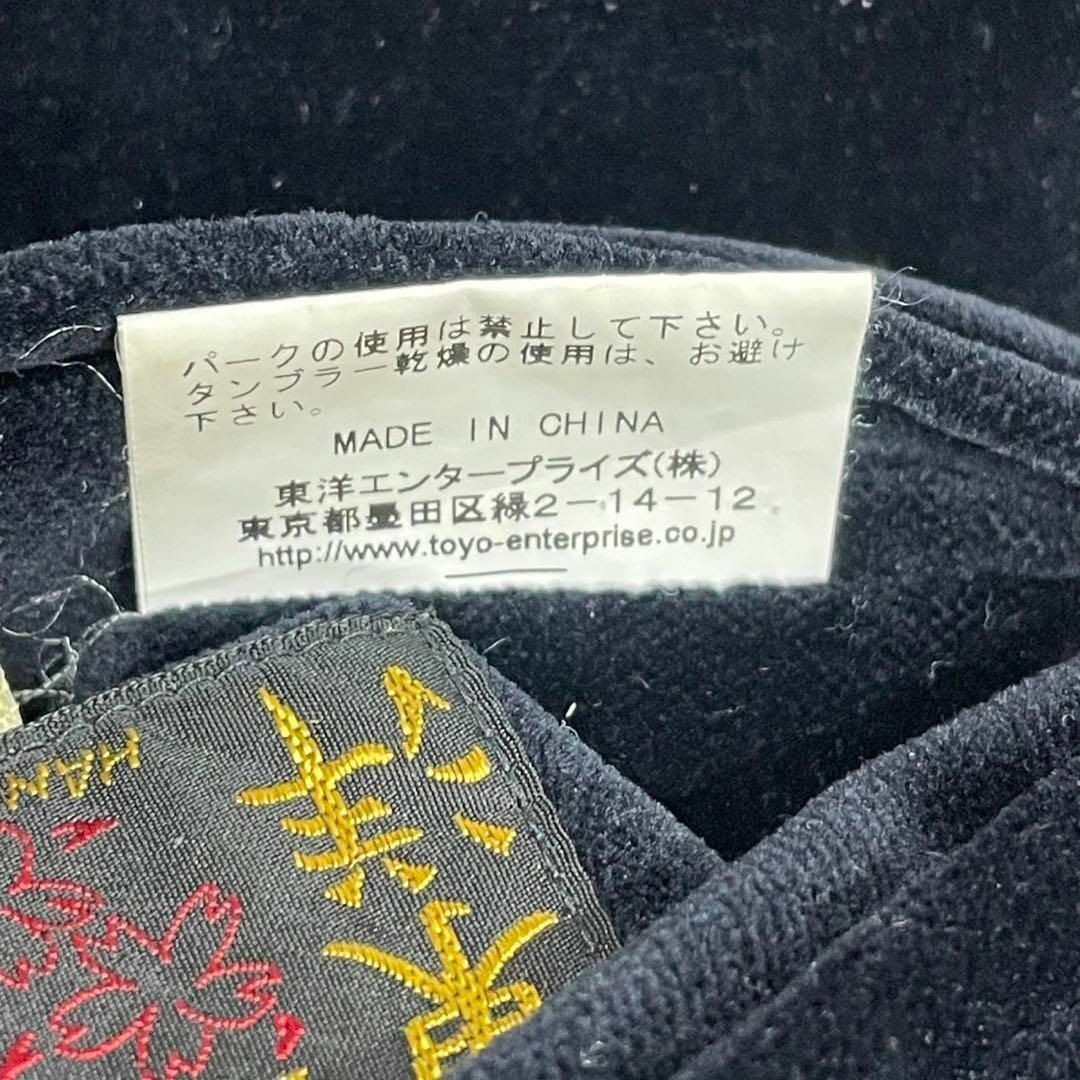 パークの使用は禁止して下さい。
タンブラー乾燥の使用は、お避け
下さい。
MADE IN CHINA
東洋エンタープライズ(株)
東京都墨田区緑2-14-12
http://www.toyo-enterprise.co.jp
東洋
HAN